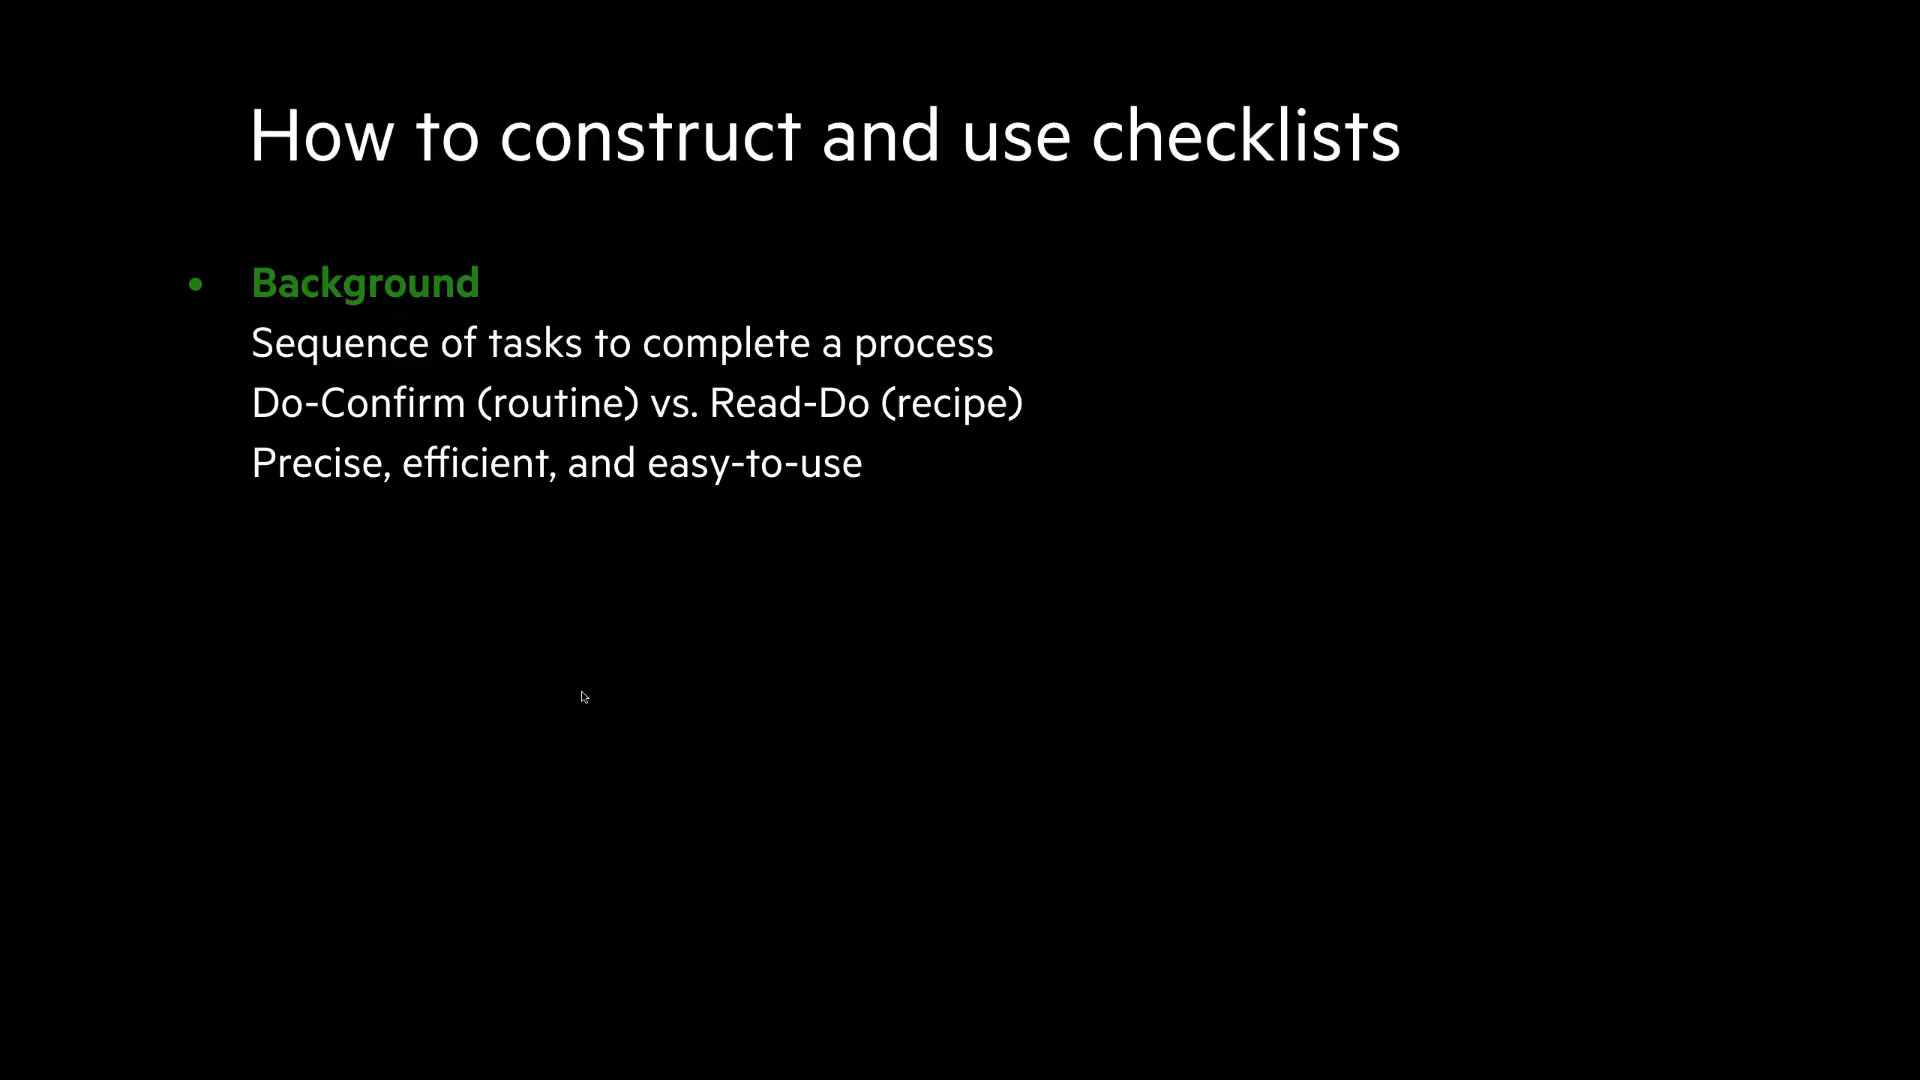 How to construct and use checklists
• Background
Sequence of tasks to complete a process
Do-Confirm (routine) vs. Read-Do (recipe)
Precise, efficient, and easy-to-use